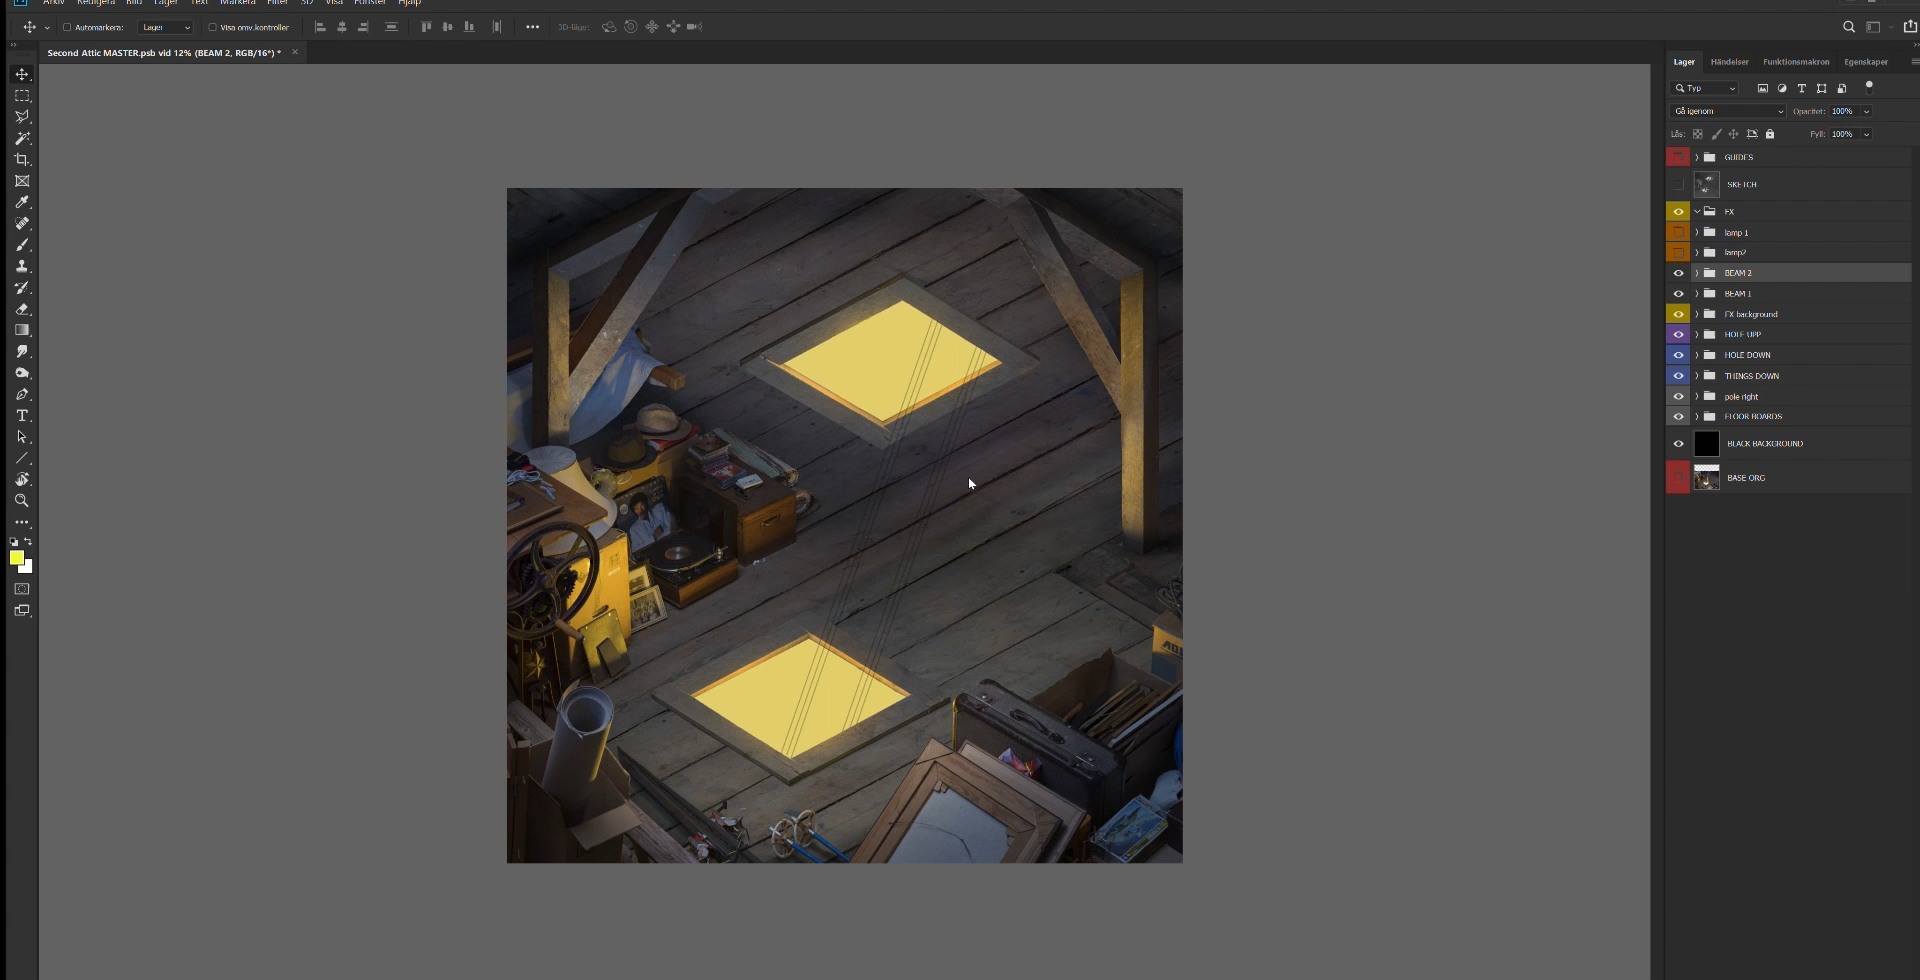 Arkiv Redigera Bild Lager Text Markera Filter 3D Visa Fönster Hjälp
Automarkera: Lager Visa omv.kontroller 3D-läge:
Second Attic MASTER.psb vid 12% (BEAM 2, RGB/16*) *
Lager Händelser Funktionsmakron Egenskaper
Typ
Gå igenom Opacitet: 100%
Lås: Fyll: 100%
GUIDES
SKETCH
FX
lamp 1
lamp2
BEAM 2
BEAM 1
FX background
HOLE UPP
HOLE DOWN
THINGS DOWN
pole right
FLOOR BOARDS
BLACK BACKGROUND
BASE ORG